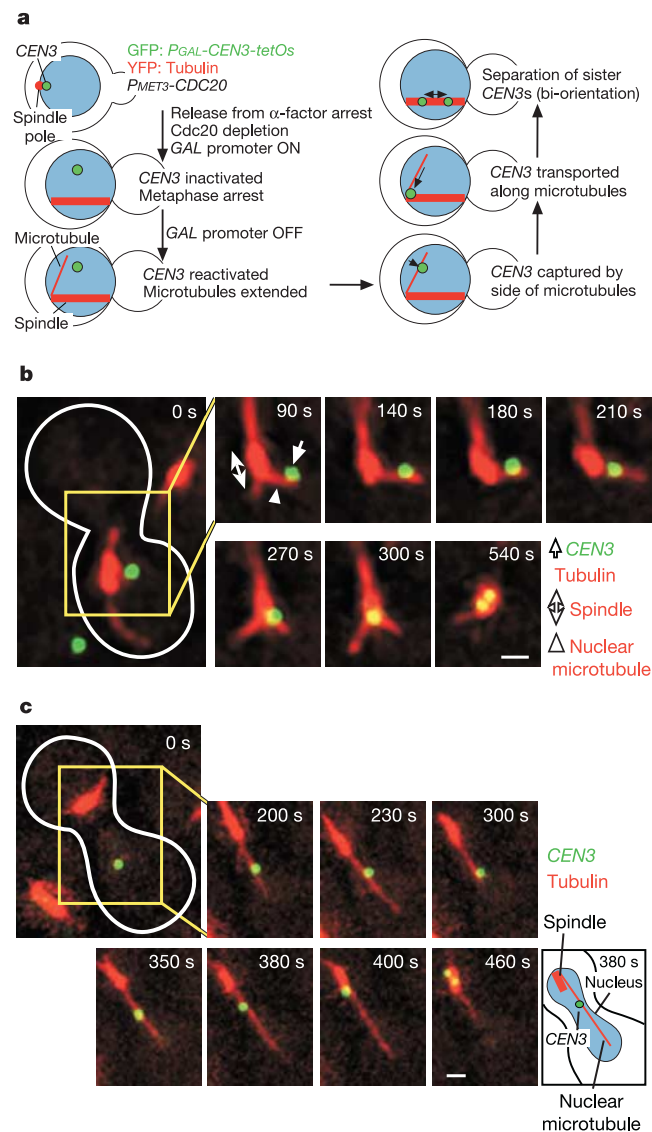 a
CEN3
GFP: PGAL-CEN3-tetOs
YFP: Tubulin
PMET3-CDC20
Spindle
pole
Release from α-factor arrest
Cdc20 depletion
GAL promoter ON
CEN3 inactivated
Metaphase arrest
Microtubule
GAL promoter OFF
CEN3 reactivated
Microtubules extended
Spindle
Separation of sister
CEN3s (bi-orientation)
CEN3 transported
along microtubules
CEN3 captured by
side of microtubules
b
0 s
90 s
140 s
180 s
210 s
270 s
300 s
540 s
CEN3
Tubulin
Spindle
Nuclear
microtubule
c
0 s
200 s
230 s
300 s
CEN3
Tubulin
350 s
380 s
400 s
460 s
Spindle
380 s
Nucleus
CEN3
Nuclear
microtubule